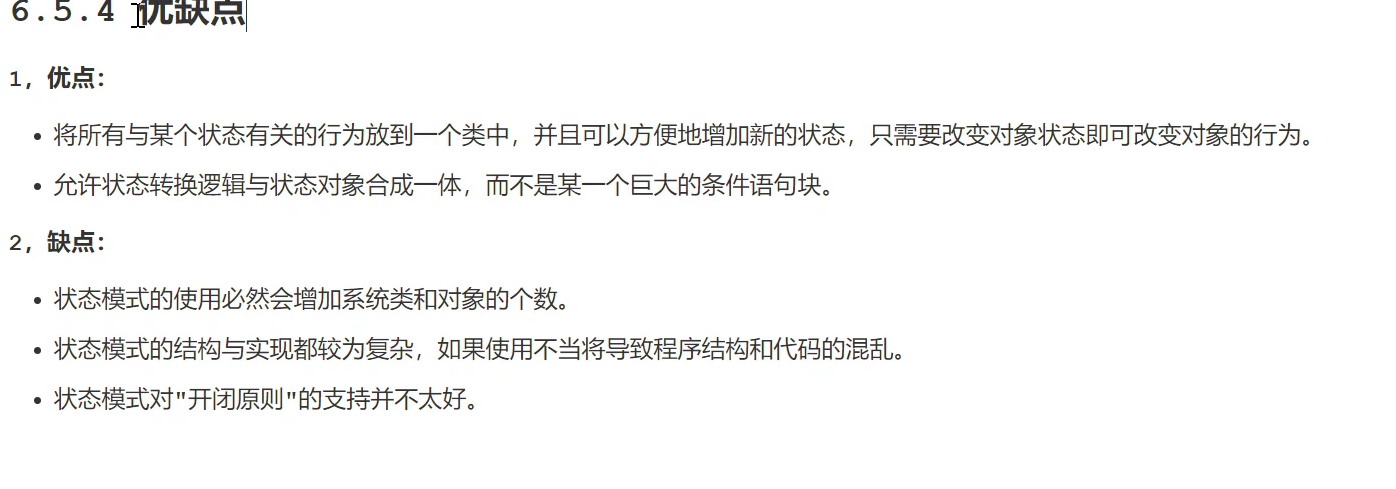 6.5.4 优缺点
1，优点：
将所有与某个状态有关的行为放到一个类中，并且可以方便地增加新的状态，只需要改变对象状态即可改变对象的行为。
允许状态转换逻辑与状态对象合成一体，而不是某一个巨大的条件语句块。
2，缺点：
状态模式的使用必然会增加系统类和对象的个数。
状态模式的结构与实现都较为复杂，如果使用不当将导致程序结构和代码的混乱。
状态模式对"开闭原则"的支持并不太好。